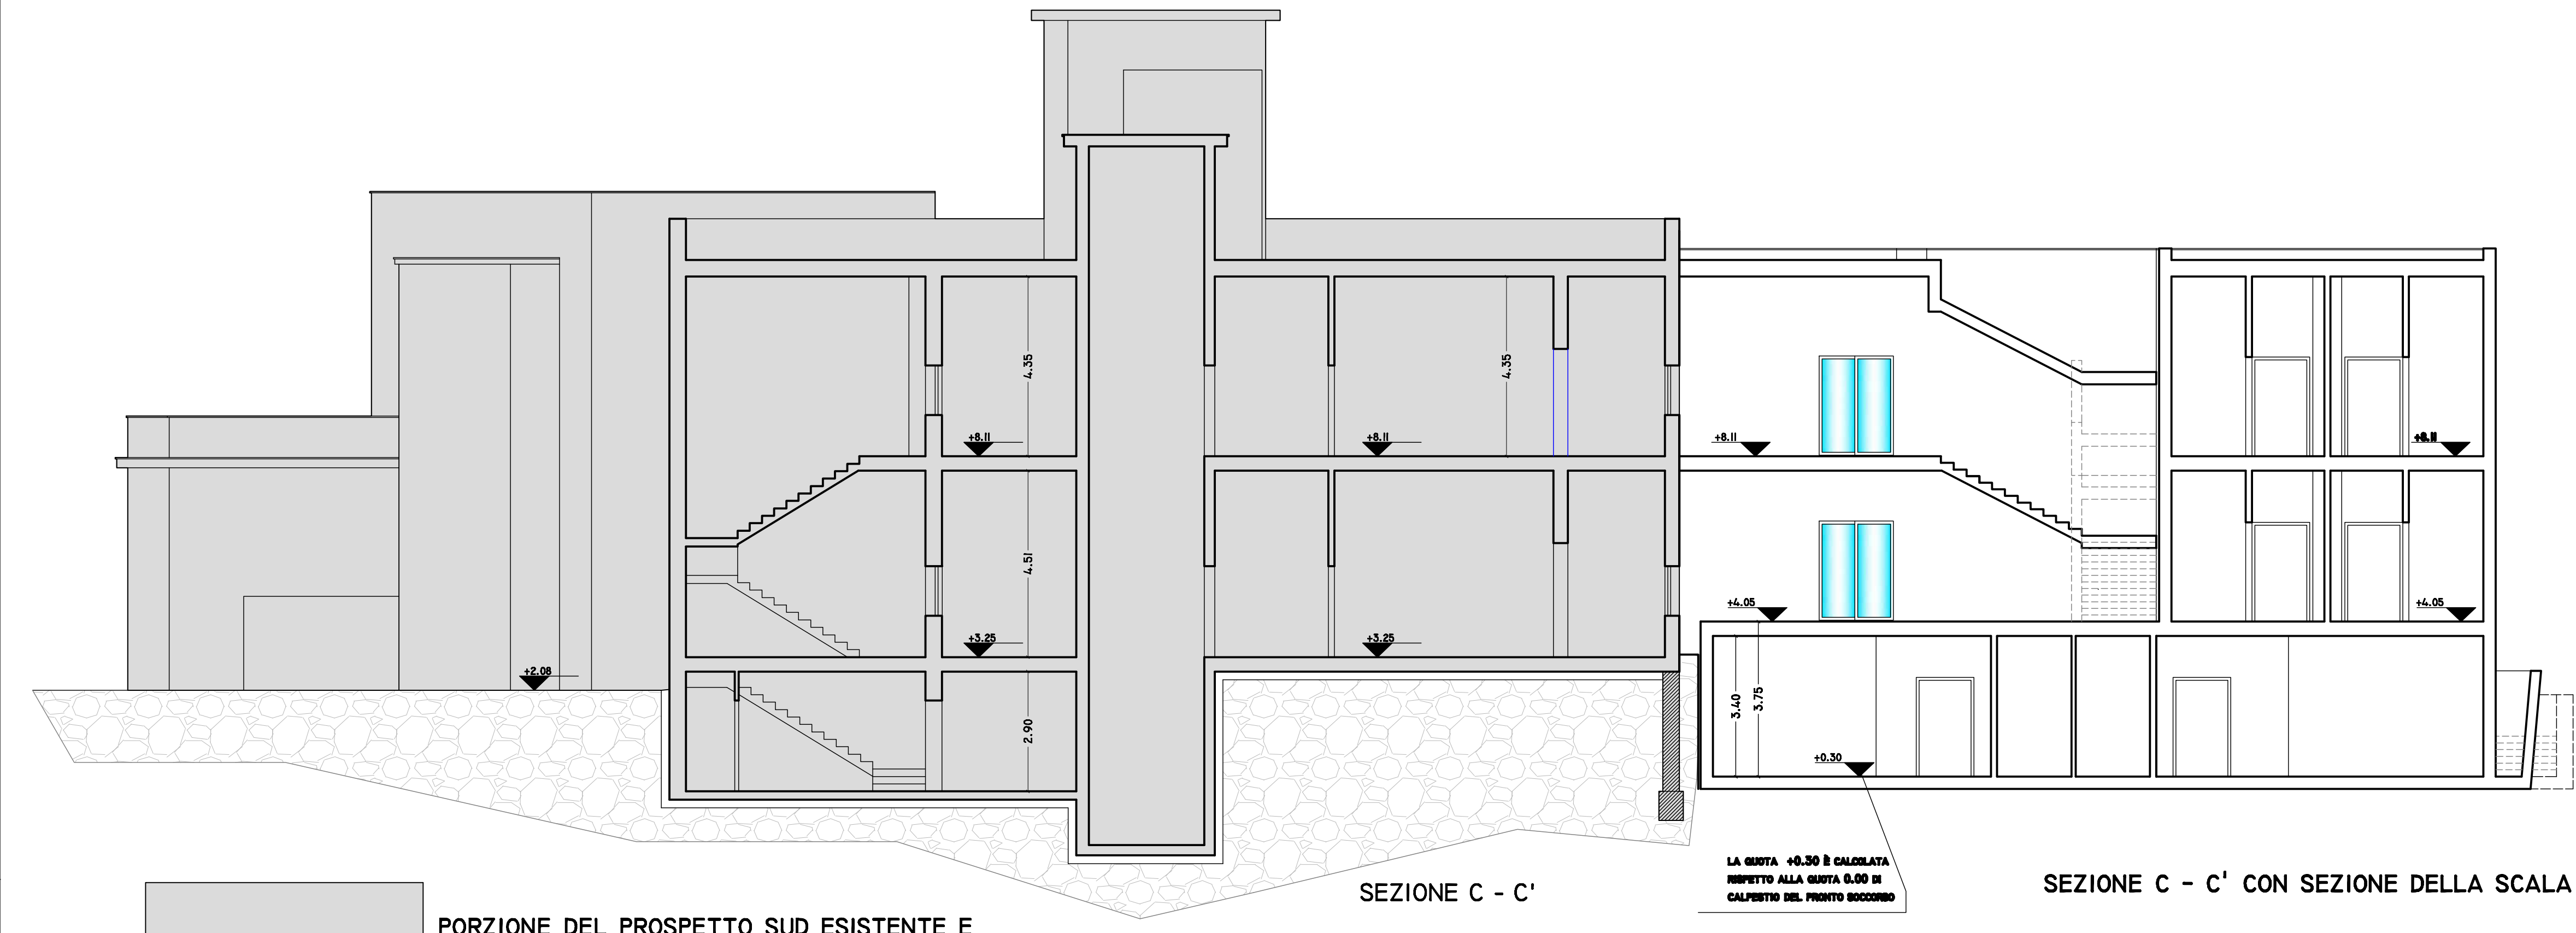 4.35
4.35
+8.11
+8.11
+8.11
+8.11
4.51
+4.05
+4.05
+3.25
+3.25
+2.08
2.90
3.40
3.75
+0.30
LA QUOTA +0.30 È CALCOLATA
RISPETTO ALLA QUOTA 0.00 DI
CALPESTIO DEL PRONTO SOCCORSO
SEZIONE C - C'
SEZIONE C - C' CON SEZIONE DELLA SCALA
PORZIONE DEL PROSPETTO SUD ESISTENTE E